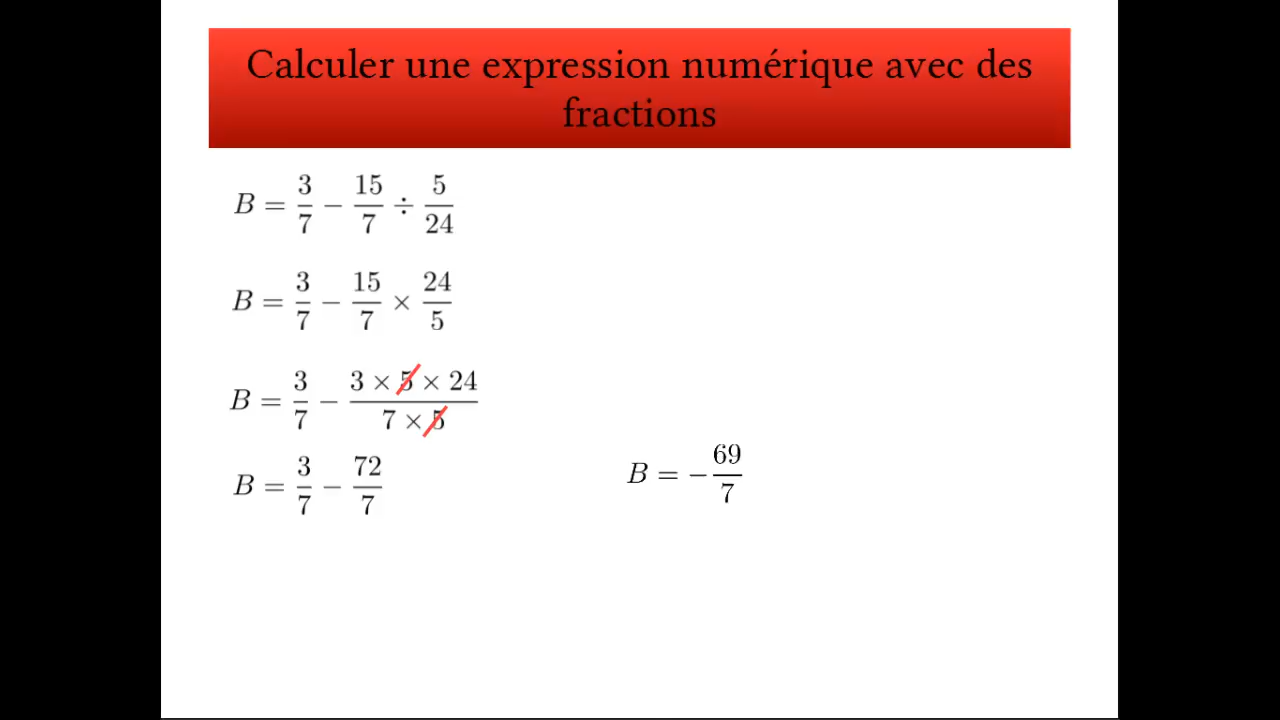 Calculer une expression numérique avec des
fractions
B = 3/7 − 15/7 ÷ 5/24
B = 3/7 − 15/7 × 24/5
B = 3/7 − (3 × 5 × 24)/(7 × 5)
B = 3/7 − 72/7
B = −69/7